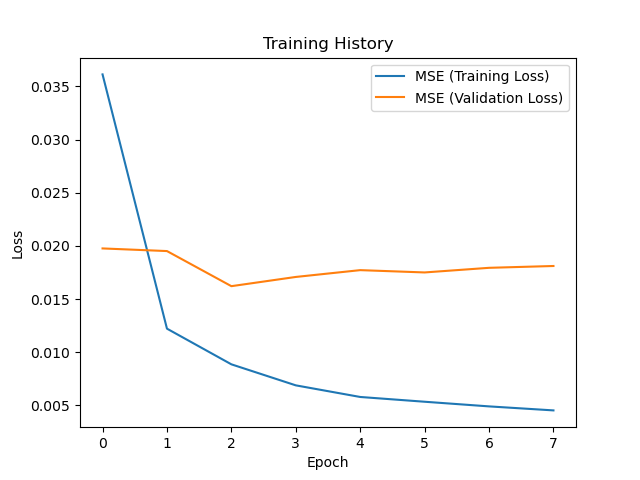 Training History
MSE (Training Loss)
MSE (Validation Loss)
0.035
0.030
0.025
0.020
0.015
0.010
0.005
Loss
0 1 2 3 4 5 6 7
Epoch